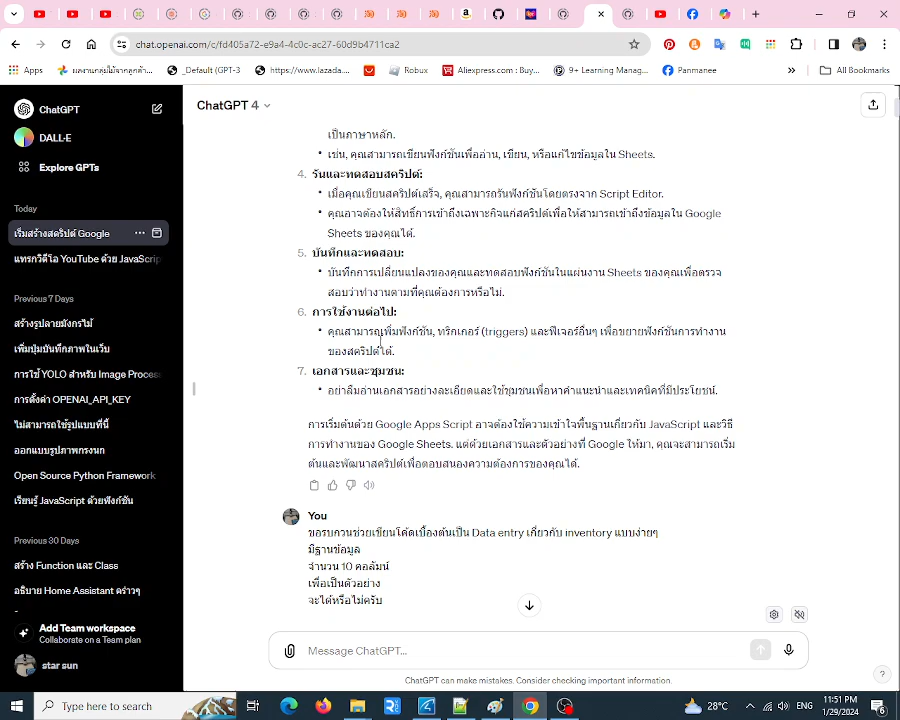 chat.openai.com/c/fd405a72-e9a4-4c0c-ac27-60d9b4711ca2
Apps
ผลงานกลุ่มไม้จากลูกค้า...
_Default (GPT-3
https://www.lazada....
Robux
Aliexpress.com : Buy...
9+ Learning Manag...
Panmanee
All Bookmarks
ChatGPT
DALL·E
Explore GPTs
Today
เริ่มสร้างสคริปต์ Google
แทรกวิดีโอ YouTube ด้วย JavaScrip
Previous 7 Days
สร้างรูปลายมังกรไม้
เพิ่มปุ่มบันทึกภาพในเว็บ
การใช้ YOLO สำหรับ Image Process
การตั้งค่า OPENAI_API_KEY
ไม่สามารถใช้รูปแบบที่นี้
ออกแบบรูปภาพกรงนก
Open Source Python Framework
เรียนรู้ JavaScript ด้วยฟังก์ชัน
Previous 30 Days
สร้าง Function และ Class
อธิบาย Home Assistant คร่าวๆ
Add Team workspace
Collaborate on a Team plan
star sun
ChatGPT 4
เป็นภาษาหลัก.
• เช่น, คุณสามารถเขียนฟังก์ชันเพื่ออ่าน, เขียน, หรือแก้ไขข้อมูลใน Sheets.
4. รันและทดสอบสคริปต์:
• เมื่อคุณเขียนสคริปต์เสร็จ, คุณสามารถรันฟังก์ชันโดยตรงจาก Script Editor.
• คุณอาจต้องให้สิทธิ์การเข้าถึงเฉพาะกิจแก่สคริปต์เพื่อให้สามารถเข้าถึงข้อมูลใน Google
Sheets ของคุณได้.
5. บันทึกและทดสอบ:
• บันทึกการเปลี่ยนแปลงของคุณและทดสอบฟังก์ชันในแผ่นงาน Sheets ของคุณเพื่อตรวจ
สอบว่าทำงานตามที่คุณต้องการหรือไม่.
6. การใช้งานต่อไป:
• คุณสามารถเพิ่มฟังก์ชัน, ทริกเกอร์ (triggers) และฟีเจอร์อื่นๆ เพื่อขยายฟังก์ชันการทำงาน
ของสคริปต์ได้.
7. เอกสารและชุมชน:
• อย่าลืมอ่านเอกสารอย่างละเอียดและใช้ชุมชนเพื่อหาคำแนะนำและเทคนิคที่มีประโยชน์.
การเริ่มต้นด้วย Google Apps Script อาจต้องใช้ความเข้าใจพื้นฐานเกี่ยวกับ JavaScript และวิธี
การทำงานของ Google Sheets. แต่ด้วยเอกสารและตัวอย่างที่ Google ให้มา, คุณจะสามารถเริ่ม
ต้นและพัฒนาสคริปต์เพื่อตอบสนองความต้องการของคุณได้.
You
ขอรบกวนช่วยเขียนโค้ดเบื้องต้นเป็น Data entry เกี่ยวกับ inventory แบบง่ายๆ
มีฐานข้อมูล
จำนวน 10 คอลัมน์
เพื่อเป็นตัวอย่าง
จะได้หรือไม่ครับ
Message ChatGPT...
ChatGPT can make mistakes. Consider checking important information.
?
Type here to search
28°C
ENG
11:51 PM
1/29/2024
6